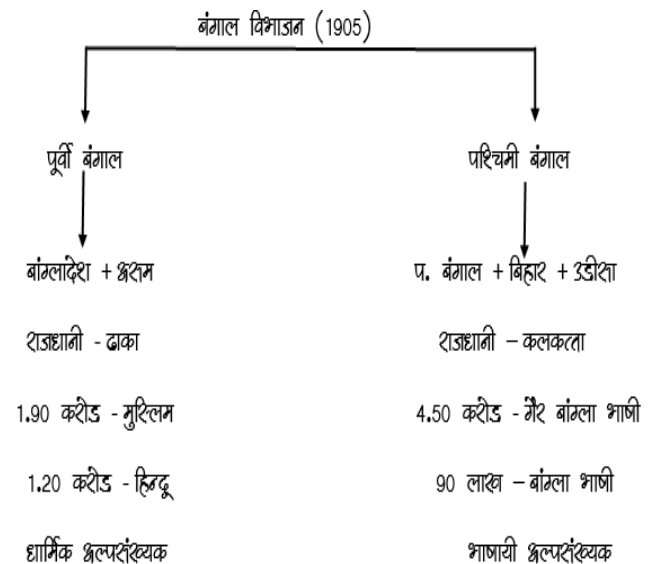 बंगाल विभाजन (1905)
पूर्वी बंगाल
पश्चिमी बंगाल
बांग्लादेश + असम
प. बंगाल + बिहार + उडीसा
राजधानी - ढाका
राजधानी – कलकत्ता
1.90 करोड - मुस्लिम
4.50 करोड - गैर बांग्ला भाषी
1.20 करोड - हिन्दू
90 लाख – बांग्ला भाषी
धार्मिक अल्पसंख्यक
भाषायी अल्पसंख्यक